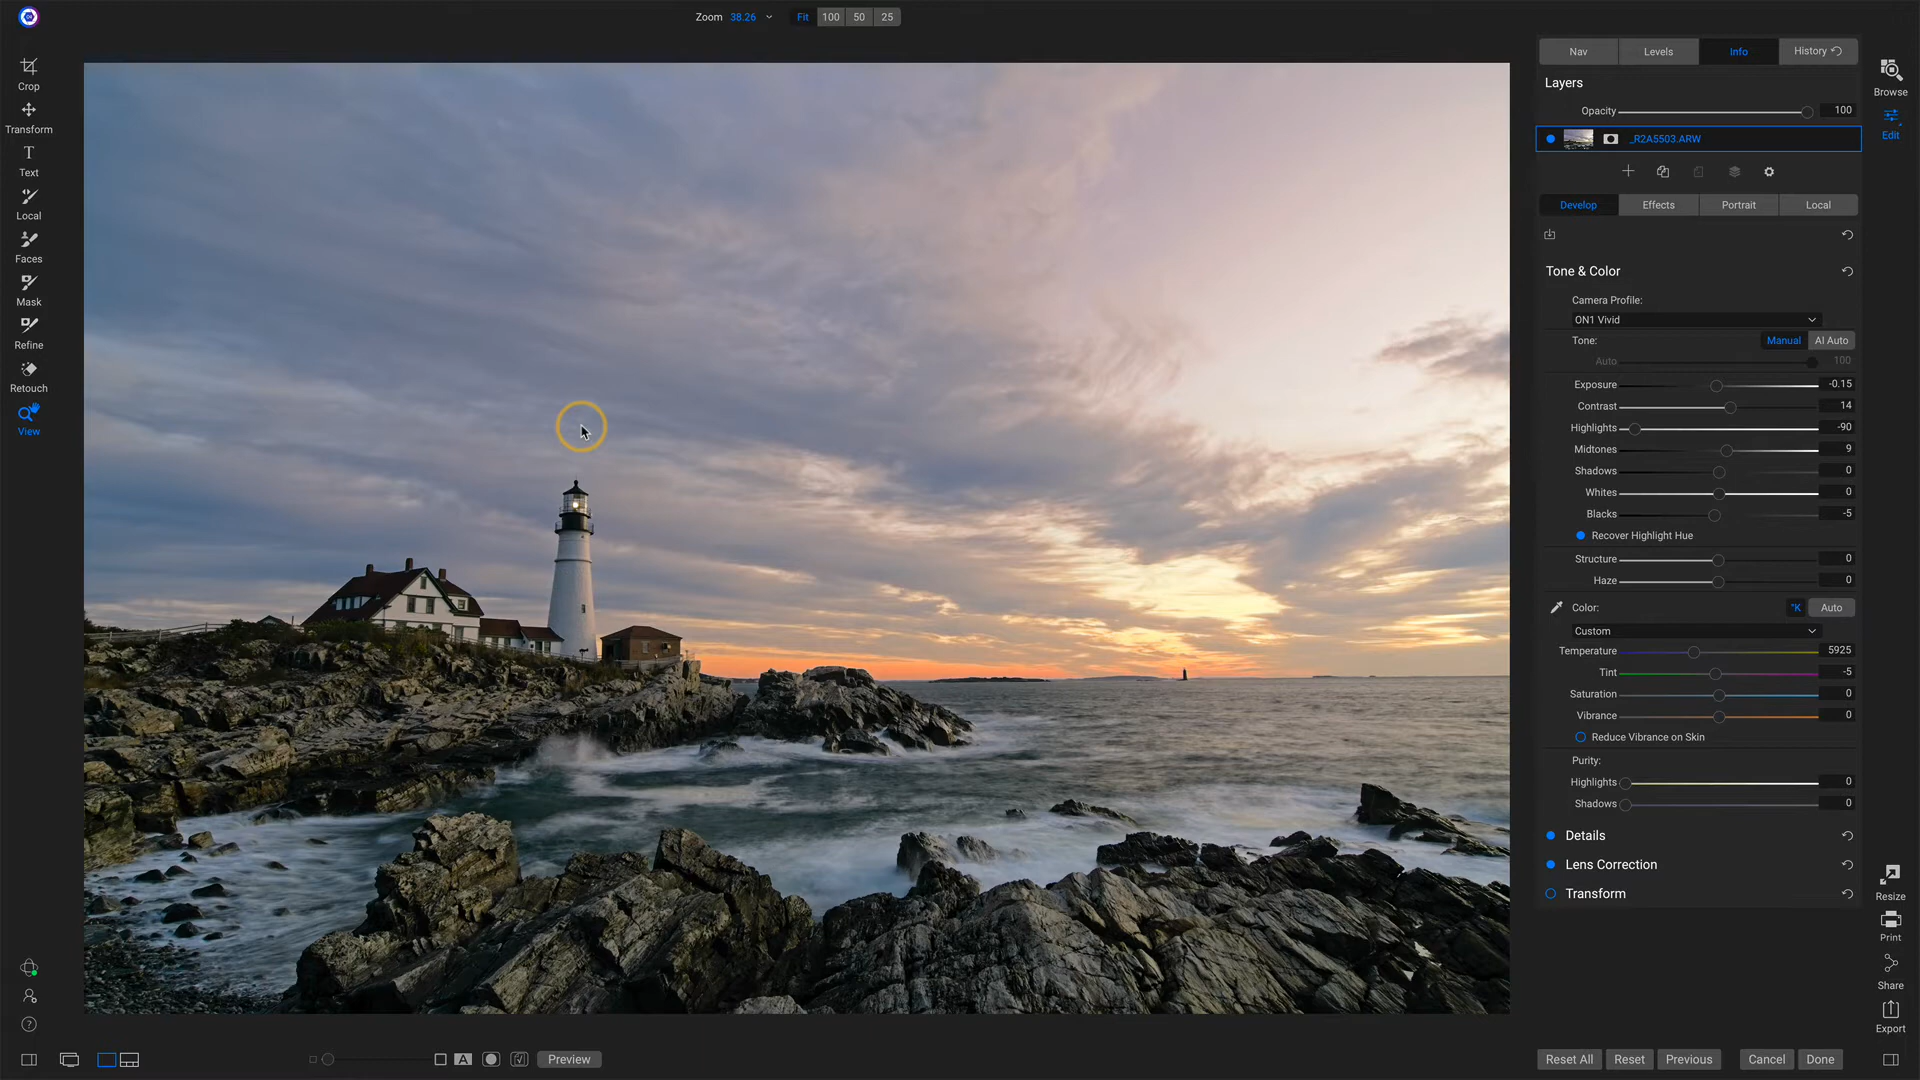 Zoom 38.26 Fit 100 50 25
Crop
Transform
Text
Local
Faces
Mask
Refine
Retouch
View
Nav Levels Info History
Browse
Edit
Layers
Opacity 100
_R2A5503.ARW
Develop Effects Portrait Local
Tone & Color
Camera Profile:
ON1 Vivid
Tone: Manual AI Auto
Auto 100
Exposure -0.15
Contrast 14
Highlights -90
Midtones 9
Shadows 0
Whites 0
Blacks -5
Recover Highlight Hue
Structure 0
Haze 0
Color: °K Auto
Custom
Temperature 5925
Tint -5
Saturation 0
Vibrance 0
Reduce Vibrance on Skin
Purity:
Highlights 0
Shadows 0
Details
Lens Correction
Transform
Resize
Print
Share
Export
A Preview
Reset All Reset Previous Cancel Done